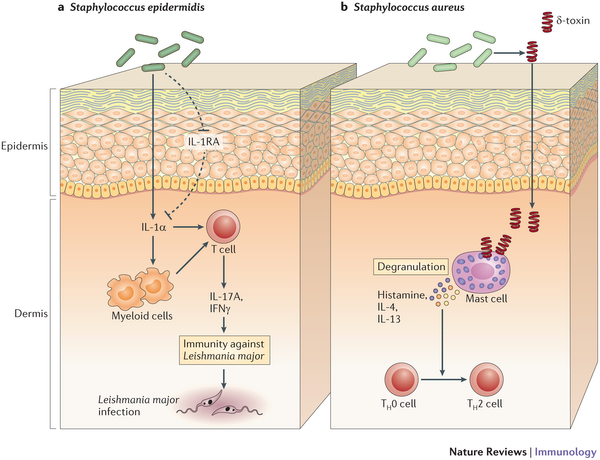 a Staphylococcus epidermidis
b Staphylococcus aureus
δ-toxin
Epidermis
IL-1RA
IL-1α
T cell
Myeloid cells
IL-17A,
IFNγ
Dermis
Immunity against
Leishmania major
Leishmania major
infection
Degranulation
Mast cell
Histamine,
IL-4,
IL-13
TH0 cell
TH2 cell
Nature Reviews | Immunology